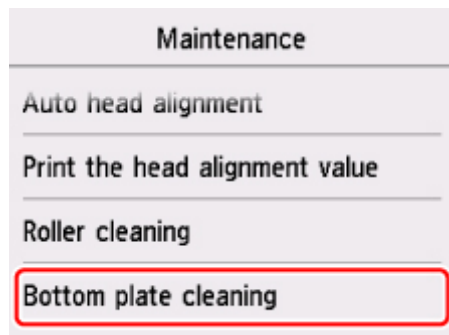 Maintenance
Auto head alignment
Print the head alignment value
Roller cleaning
Bottom plate cleaning